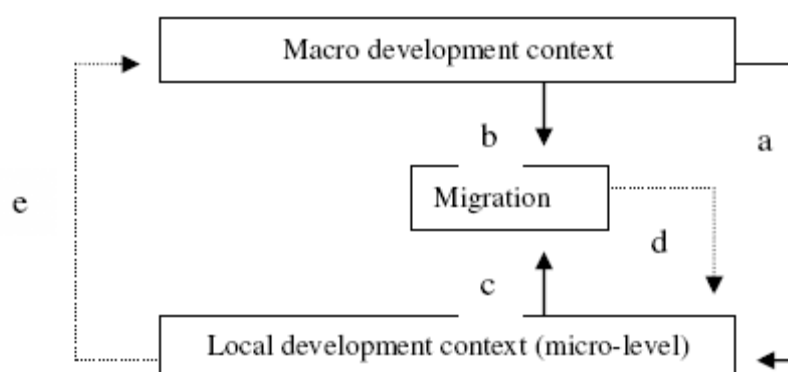 Macro development context
b
a
Migration
e
d
c
Local development context (micro-level)